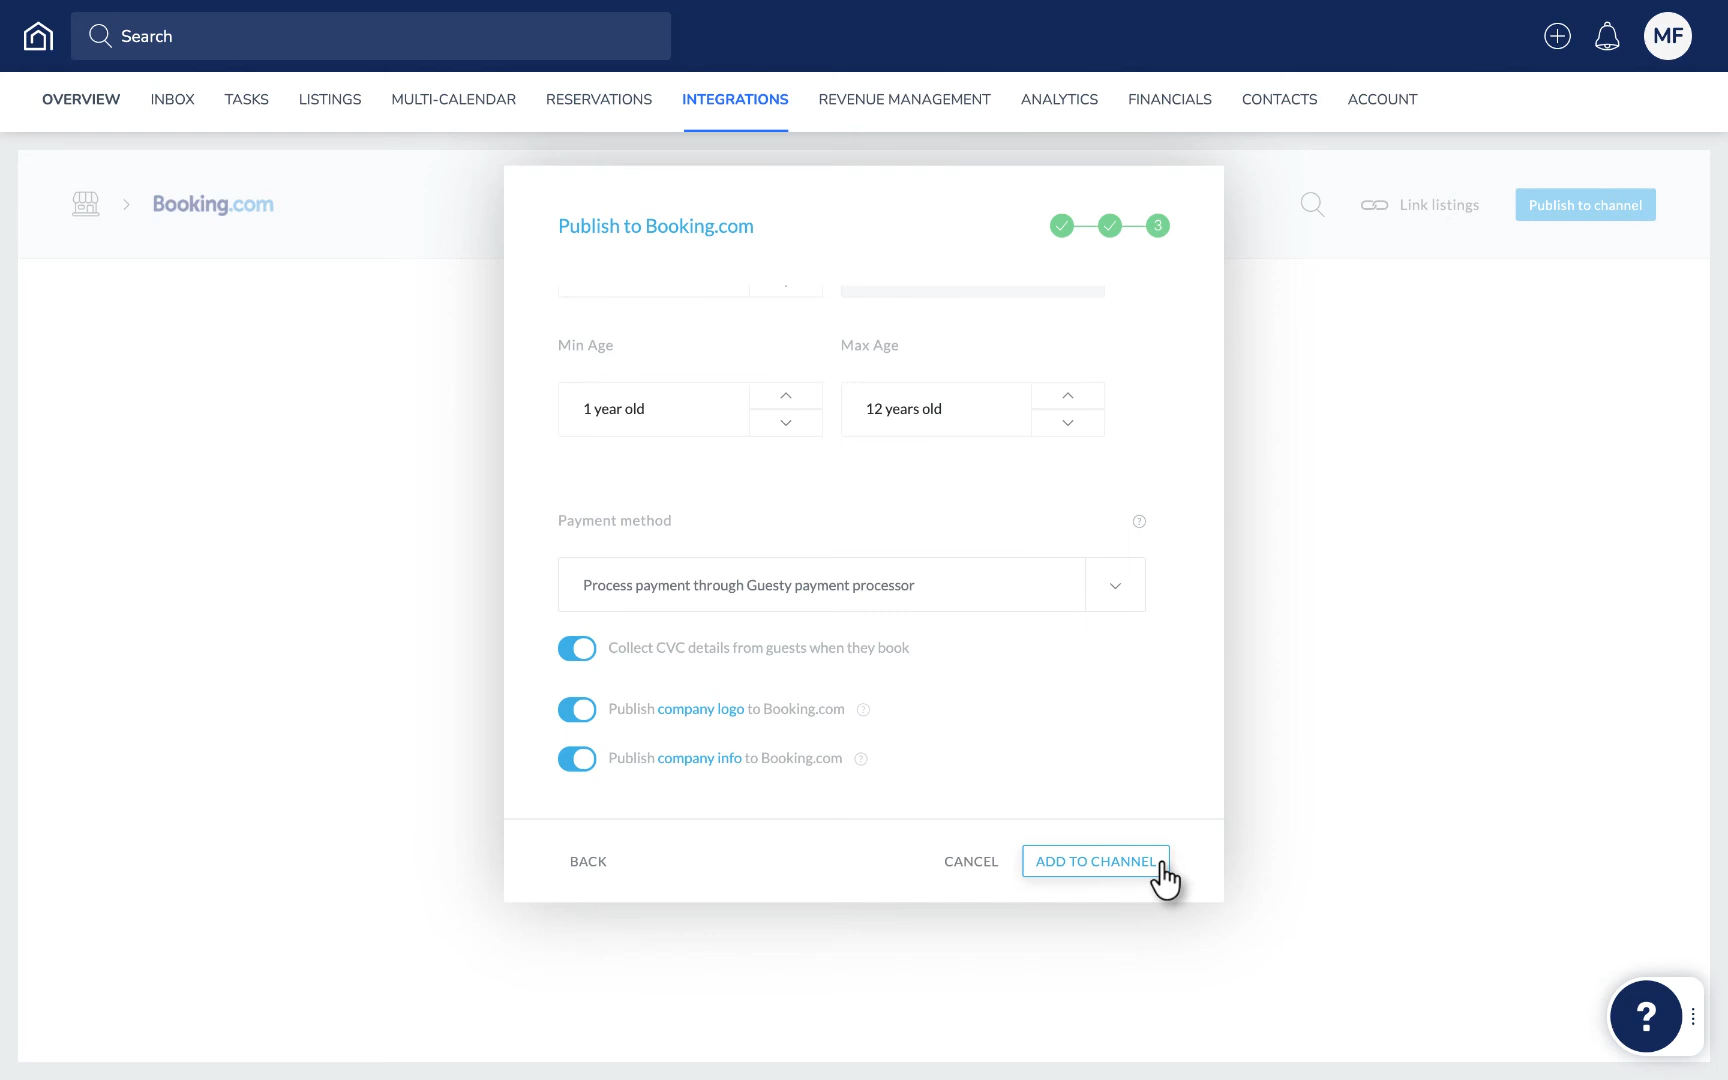 Search
MF
OVERVIEW INBOX TASKS LISTINGS MULTI-CALENDAR RESERVATIONS INTEGRATIONS REVENUE MANAGEMENT ANALYTICS FINANCIALS CONTACTS ACCOUNT
Booking.com
Link listings
Publish to channel
Publish to Booking.com
3
Min Age Max Age
1 year old 12 years old
Payment method ?
Process payment through Guesty payment processor
Collect CVC details from guests when they book
Publish company logo to Booking.com ?
Publish company info to Booking.com ?
BACK CANCEL ADD TO CHANNEL
?